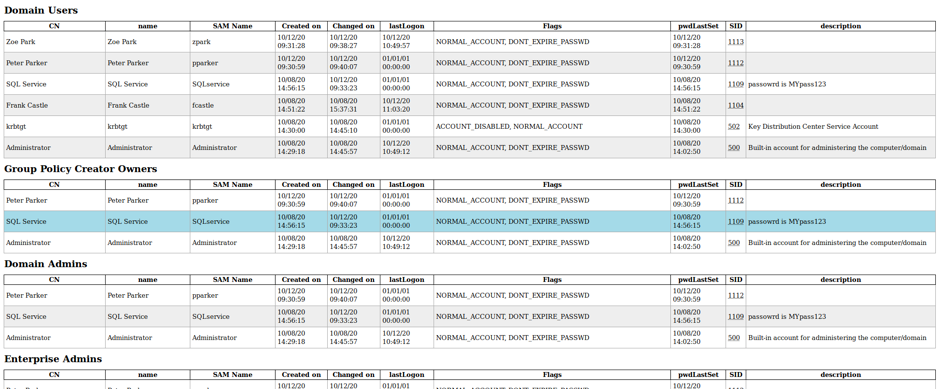 Domain Users
CN name SAM Name Created on Changed on lastLogon Flags pwdLastSet SID description
Zoe Park Zoe Park zpark 10/12/20 09:31:28 10/12/20 09:38:27 10/12/20 10:49:57 NORMAL_ACCOUNT, DONT_EXPIRE_PASSWD 10/12/20 09:31:28 1113
Peter Parker Peter Parker pparker 10/12/20 09:30:59 10/12/20 09:40:07 01/01/01 00:00:00 NORMAL_ACCOUNT, DONT_EXPIRE_PASSWD 10/12/20 09:30:59 1112
SQL Service SQL Service SQLservice 10/08/20 14:56:15 10/12/20 09:33:23 01/01/01 00:00:00 NORMAL_ACCOUNT, DONT_EXPIRE_PASSWD 10/08/20 14:56:15 1109 passowrd is MYpass123
Frank Castle Frank Castle fcastle 10/08/20 14:51:22 10/08/20 15:37:31 10/12/20 11:03:20 NORMAL_ACCOUNT, DONT_EXPIRE_PASSWD 10/08/20 14:51:22 1104
krbtgt krbtgt krbtgt 10/08/20 14:30:00 10/08/20 14:45:10 01/01/01 00:00:00 ACCOUNT_DISABLED, NORMAL_ACCOUNT 10/08/20 14:30:00 502 Key Distribution Center Service Account
Administrator Administrator Administrator 10/08/20 14:29:18 10/08/20 14:45:57 10/12/20 10:49:12 NORMAL_ACCOUNT, DONT_EXPIRE_PASSWD 10/08/20 14:02:50 500 Built-in account for administering the computer/domain
Group Policy Creator Owners
CN name SAM Name Created on Changed on lastLogon Flags pwdLastSet SID description
Peter Parker Peter Parker pparker 10/12/20 09:30:59 10/12/20 09:40:07 01/01/01 00:00:00 NORMAL_ACCOUNT, DONT_EXPIRE_PASSWD 10/12/20 09:30:59 1112
SQL Service SQL Service SQLservice 10/08/20 14:56:15 10/12/20 09:33:23 01/01/01 00:00:00 NORMAL_ACCOUNT, DONT_EXPIRE_PASSWD 10/08/20 14:56:15 1109 passowrd is MYpass123
Administrator Administrator Administrator 10/08/20 14:29:18 10/08/20 14:45:57 10/12/20 10:49:12 NORMAL_ACCOUNT, DONT_EXPIRE_PASSWD 10/08/20 14:02:50 500 Built-in account for administering the computer/domain
Domain Admins
CN name SAM Name Created on Changed on lastLogon Flags pwdLastSet SID description
Peter Parker Peter Parker pparker 10/12/20 09:30:59 10/12/20 09:40:07 01/01/01 00:00:00 NORMAL_ACCOUNT, DONT_EXPIRE_PASSWD 10/12/20 09:30:59 1112
SQL Service SQL Service SQLservice 10/08/20 14:56:15 10/12/20 09:33:23 01/01/01 00:00:00 NORMAL_ACCOUNT, DONT_EXPIRE_PASSWD 10/08/20 14:56:15 1109 passowrd is MYpass123
Administrator Administrator Administrator 10/08/20 14:29:18 10/08/20 14:45:57 10/12/20 10:49:12 NORMAL_ACCOUNT, DONT_EXPIRE_PASSWD 10/08/20 14:02:50 500 Built-in account for administering the computer/domain
Enterprise Admins
CN name SAM Name Created on Changed on lastLogon Flags pwdLastSet SID description
10/12/20 10/12/20 01/01/01 10/12/20